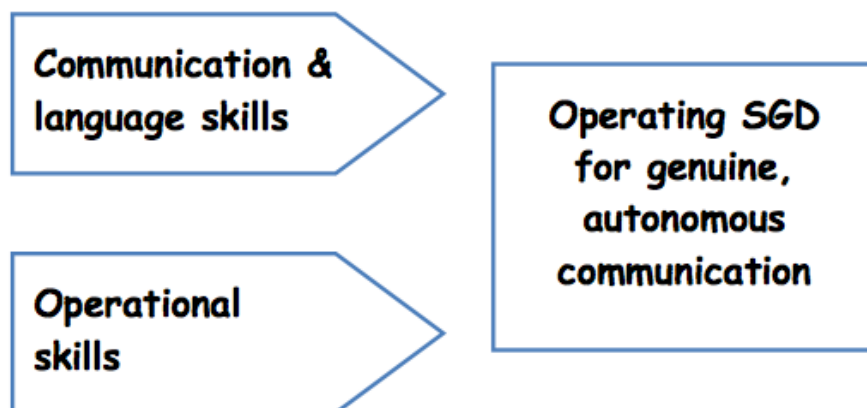 Communication &
language skills
Operational
skills
Operating SGD
for genuine,
autonomous
communication